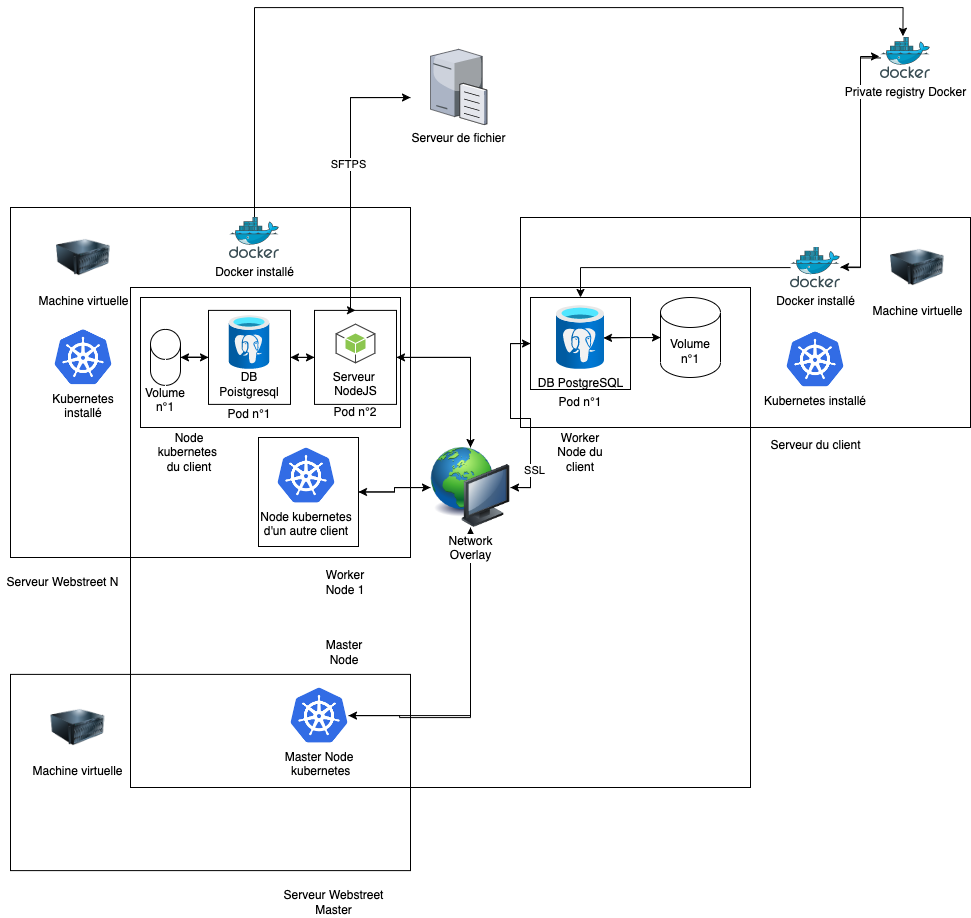 docker
Private registry Docker
Serveur de fichier
SFTPS
docker
Docker installé
Machine virtuelle
Kubernetes
installé
Volume
n°1
DB
Poistgresql
Pod n°1
Serveur
NodeJS
Pod n°2
Node
kubernetes
du client
Node kubernetes
d'un autre client
docker
Docker installé
Machine virtuelle
DB PostgreSQL
Pod n°1
Volume
n°1
Kubernetes installé
Worker
Node du
client
Serveur du client
SSL
Network
Overlay
Serveur Webstreet N
Worker
Node 1
Master
Node
Machine virtuelle
Master Node
kubernetes
Serveur Webstreet
Master